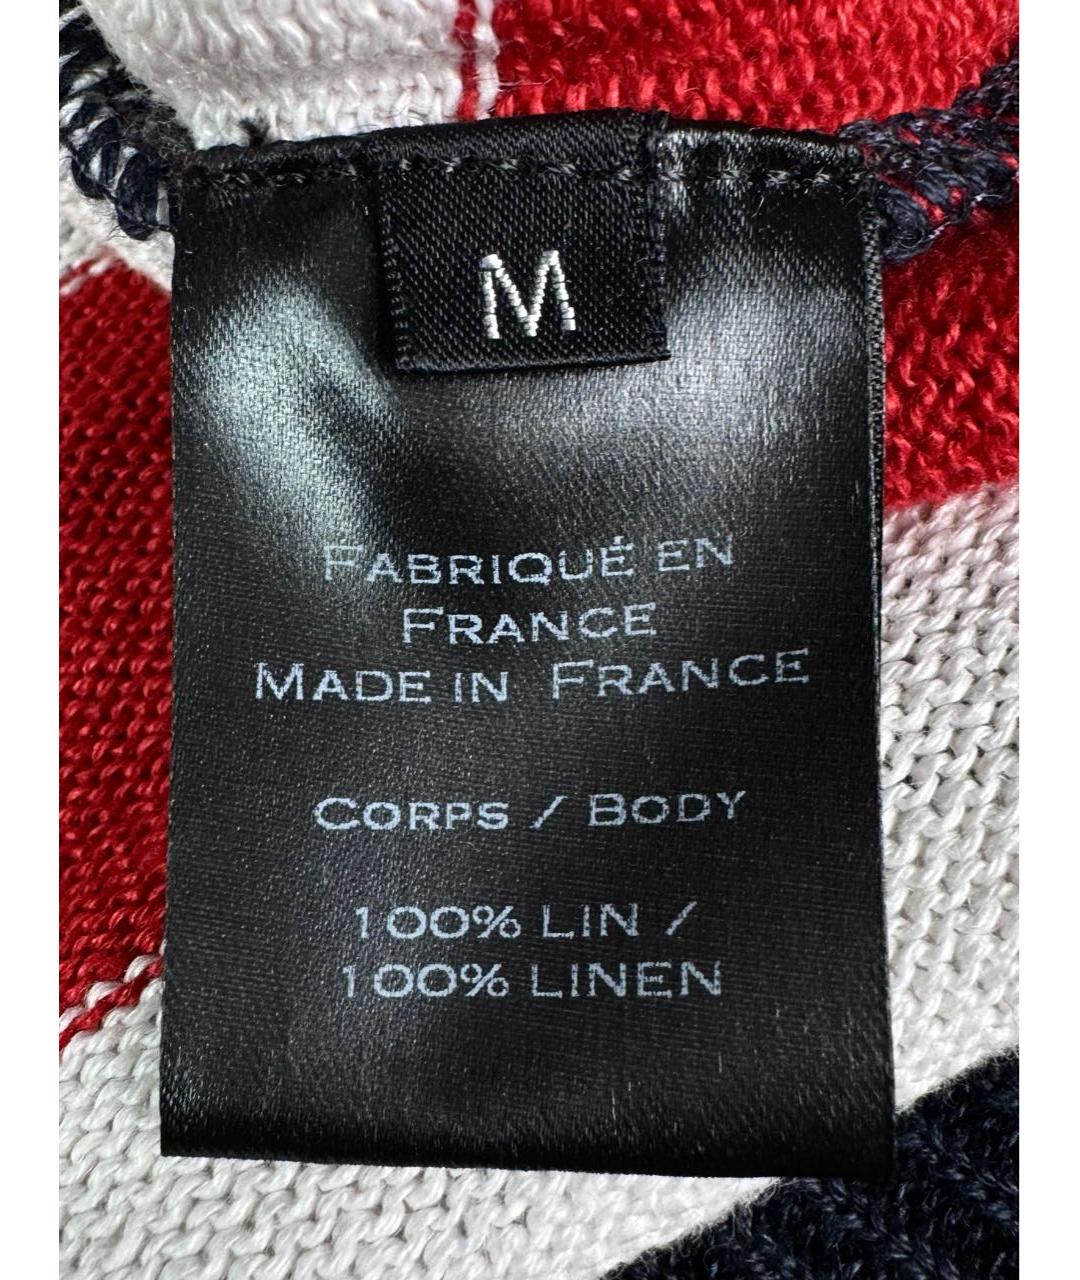 M
FABRIQUÉ EN
FRANCE
MADE IN FRANCE
CORPS / BODY
100% LIN /
100% LINEN